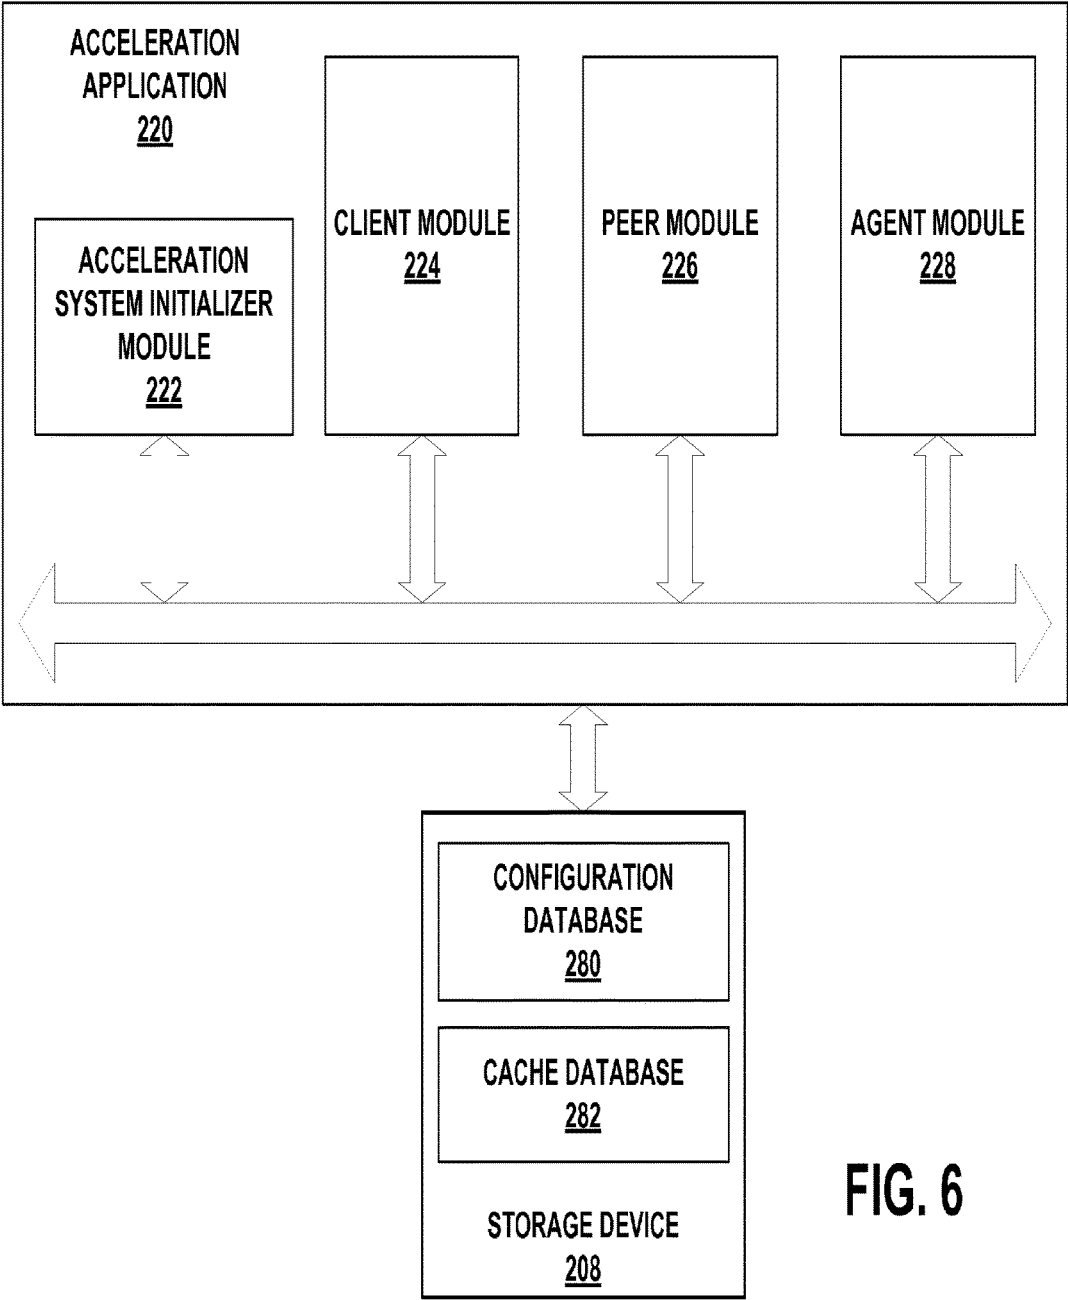 ACCELERATION
APPLICATION
220
ACCELERATION
SYSTEM INITIALIZER
MODULE
222
CLIENT MODULE
224
PEER MODULE
226
AGENT MODULE
228
CONFIGURATION
DATABASE
280
CACHE DATABASE
282
STORAGE DEVICE
208
FIG. 6